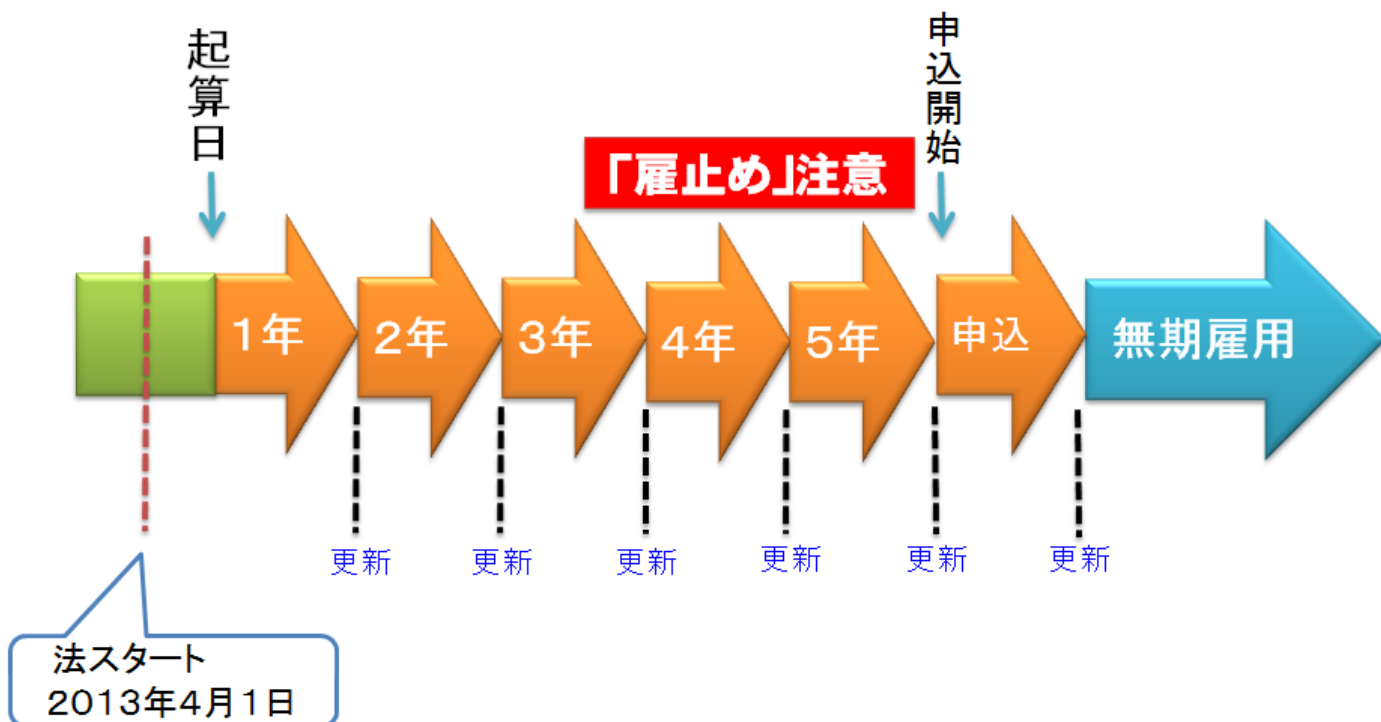 起算日
申込開始
「雇止め」注意
１年
２年
３年
４年
５年
申込
無期雇用
更新
更新
更新
更新
更新
更新
法スタート
２０１３年４月１日